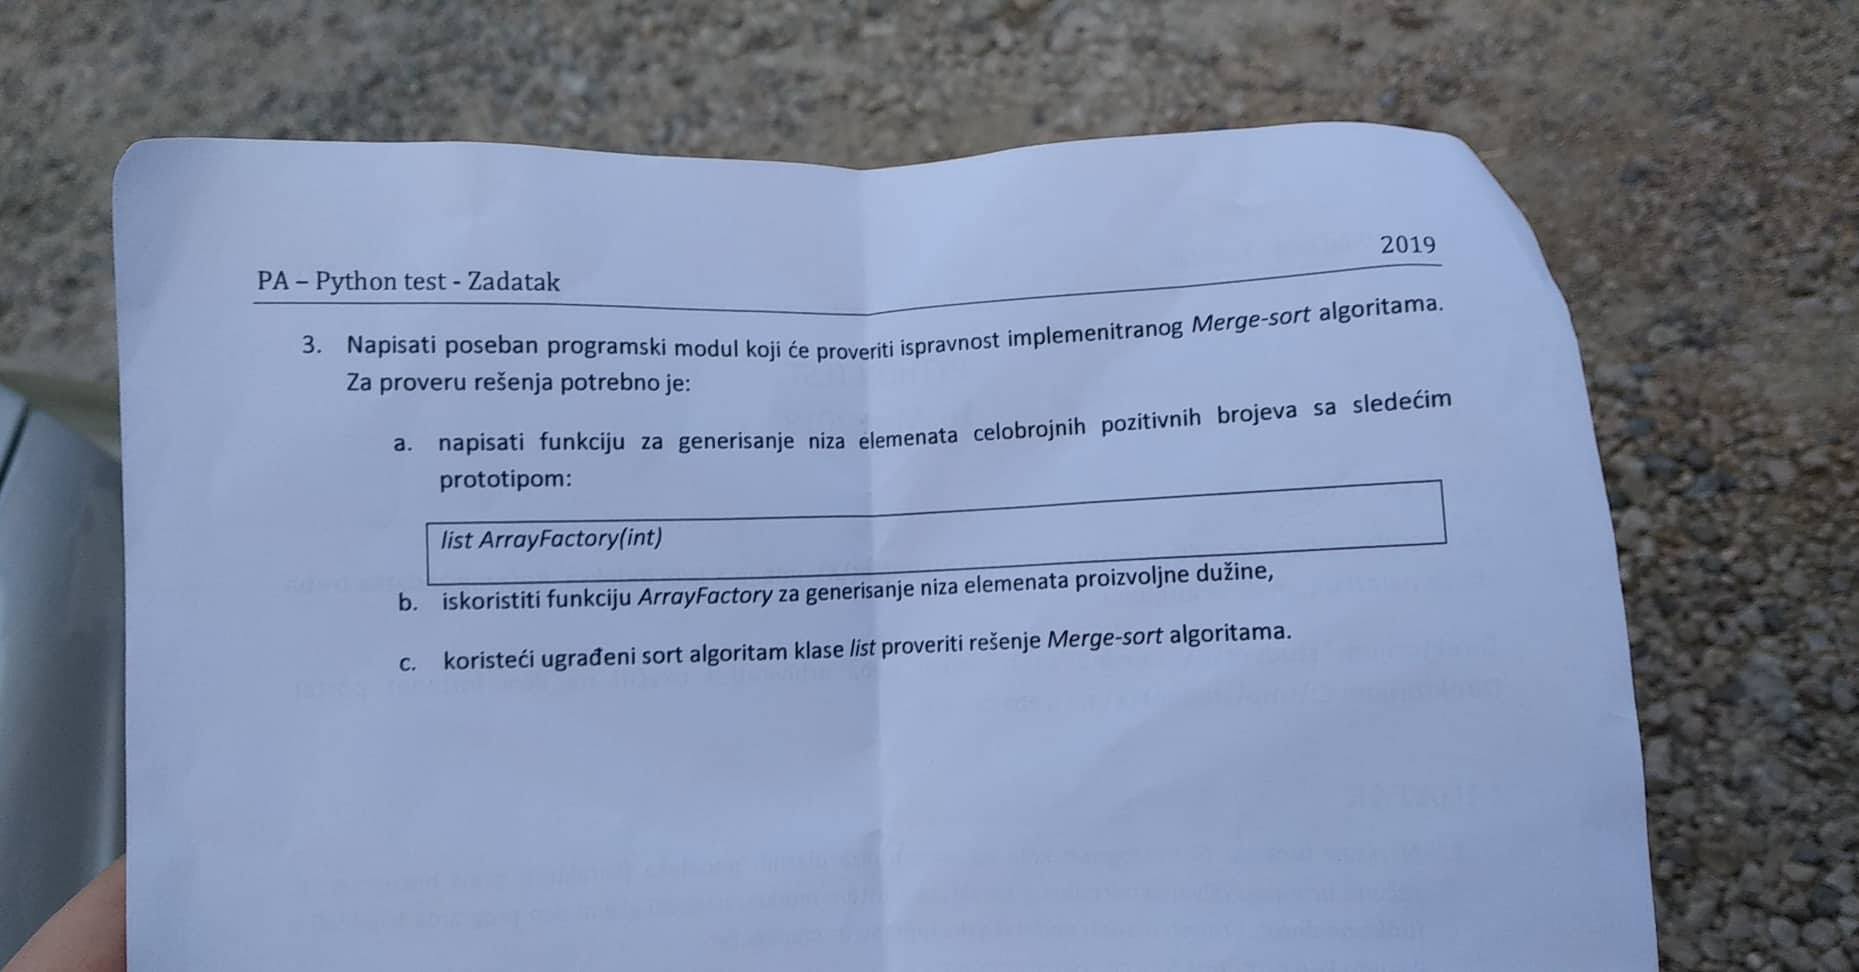 2019
PA – Python test - Zadatak
3. Napisati poseban programski modul koji će proveriti ispravnost implemenitranog Merge-sort algoritama.
Za proveru rešenja potrebno je:
a. napisati funkciju za generisanje niza elemenata celobrojnih pozitivnih brojeva sa sledećim
prototipom:
list ArrayFactory(int)
b. iskoristiti funkciju ArrayFactory za generisanje niza elemenata proizvoljne dužine,
c. koristeći ugrađeni sort algoritam klase list proveriti rešenje Merge-sort algoritama.